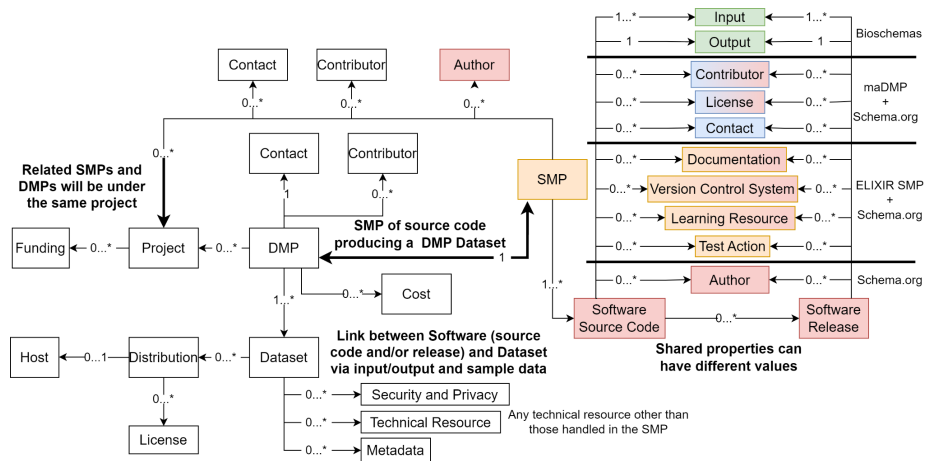 Contact
Contributor
Author
0...*
0...*
0...*
0...*
Related SMPs and
DMPs will be under
the same project
Contact
Contributor
1
0...*
SMP
SMP of source code
producing a DMP Dataset
1
Funding
0...*
Project
0...*
DMP
1...*
0...*
Cost
1...*
Host
0...1
Distribution
0...*
Dataset
Link between Software (source
code and/or release) and Dataset
via input/output and sample data
0...*
License
0...*
Security and Privacy
0...*
Technical Resource
Any technical resource other than
those handled in the SMP
0...*
Metadata
1...*
Input
1...*
1
Output
1
Bioschemas
0...*
Contributor
0...*
0...*
License
0...*
0...*
Contact
0...*
maDMP
+
Schema.org
0...*
Documentation
0...*
0...*
Version Control System
0...*
0...*
Learning Resource
0...*
0...*
Test Action
0...*
ELIXIR SMP
+
Schema.org
0...*
Author
0...*
Schema.org
Software
Source Code
0...*
Software
Release
Shared properties can
have different values